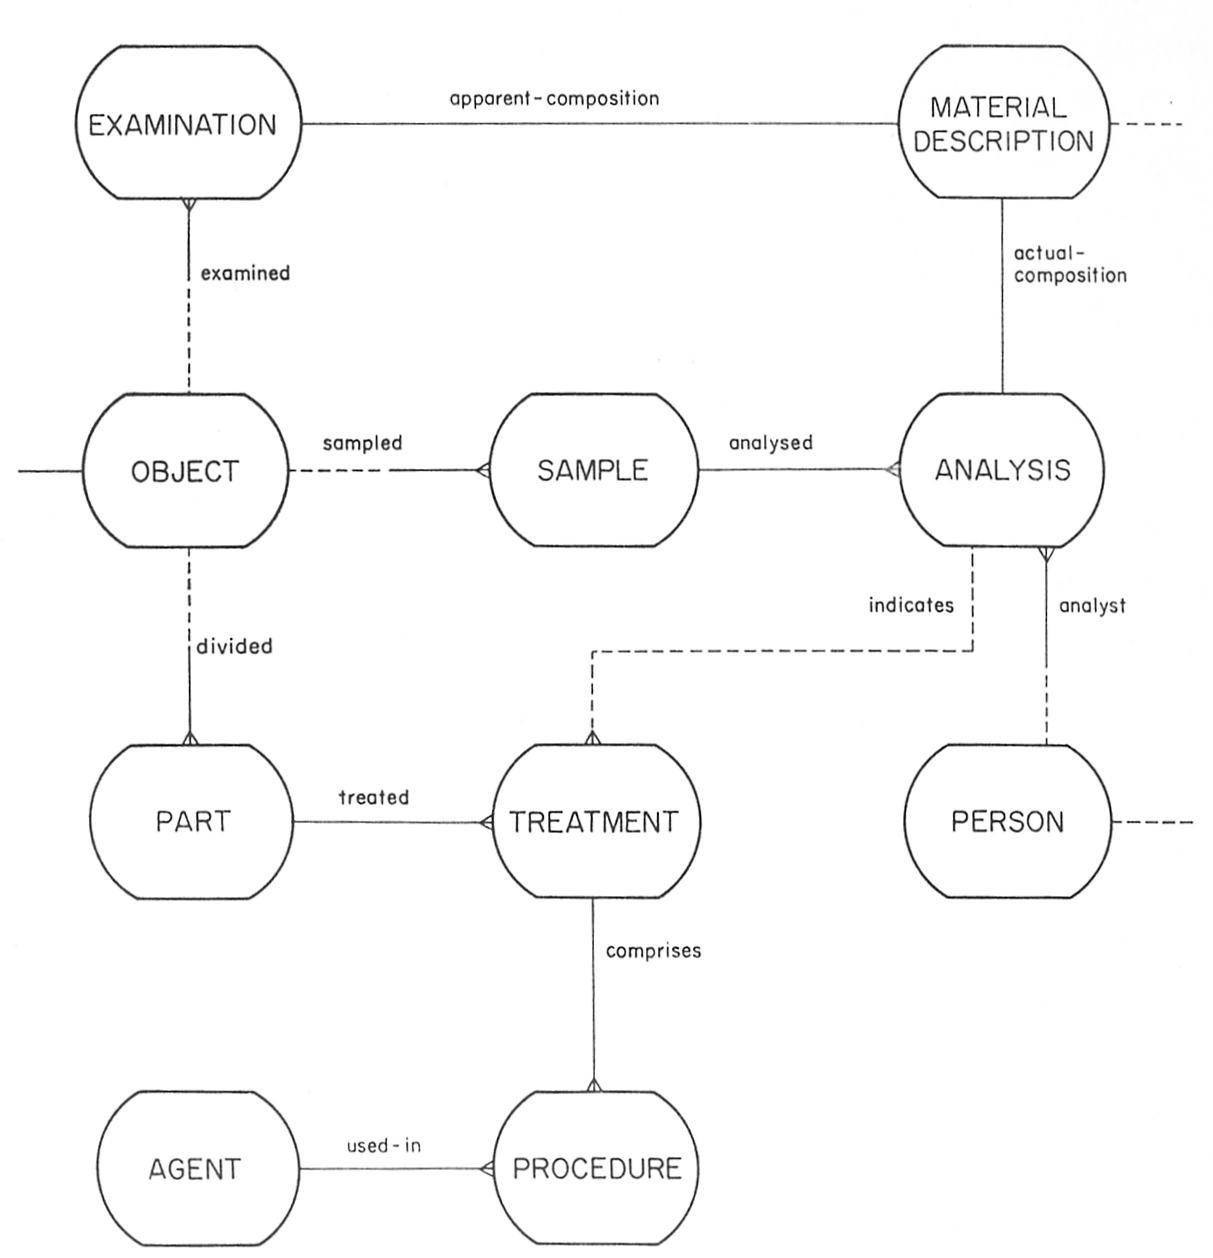 EXAMINATION
apparent-composition
MATERIAL
DESCRIPTION
examined
actual-
composition
OBJECT
sampled
SAMPLE
analysed
ANALYSIS
divided
indicates
analyst
PART
treated
TREATMENT
PERSON
comprises
AGENT
used-in
PROCEDURE